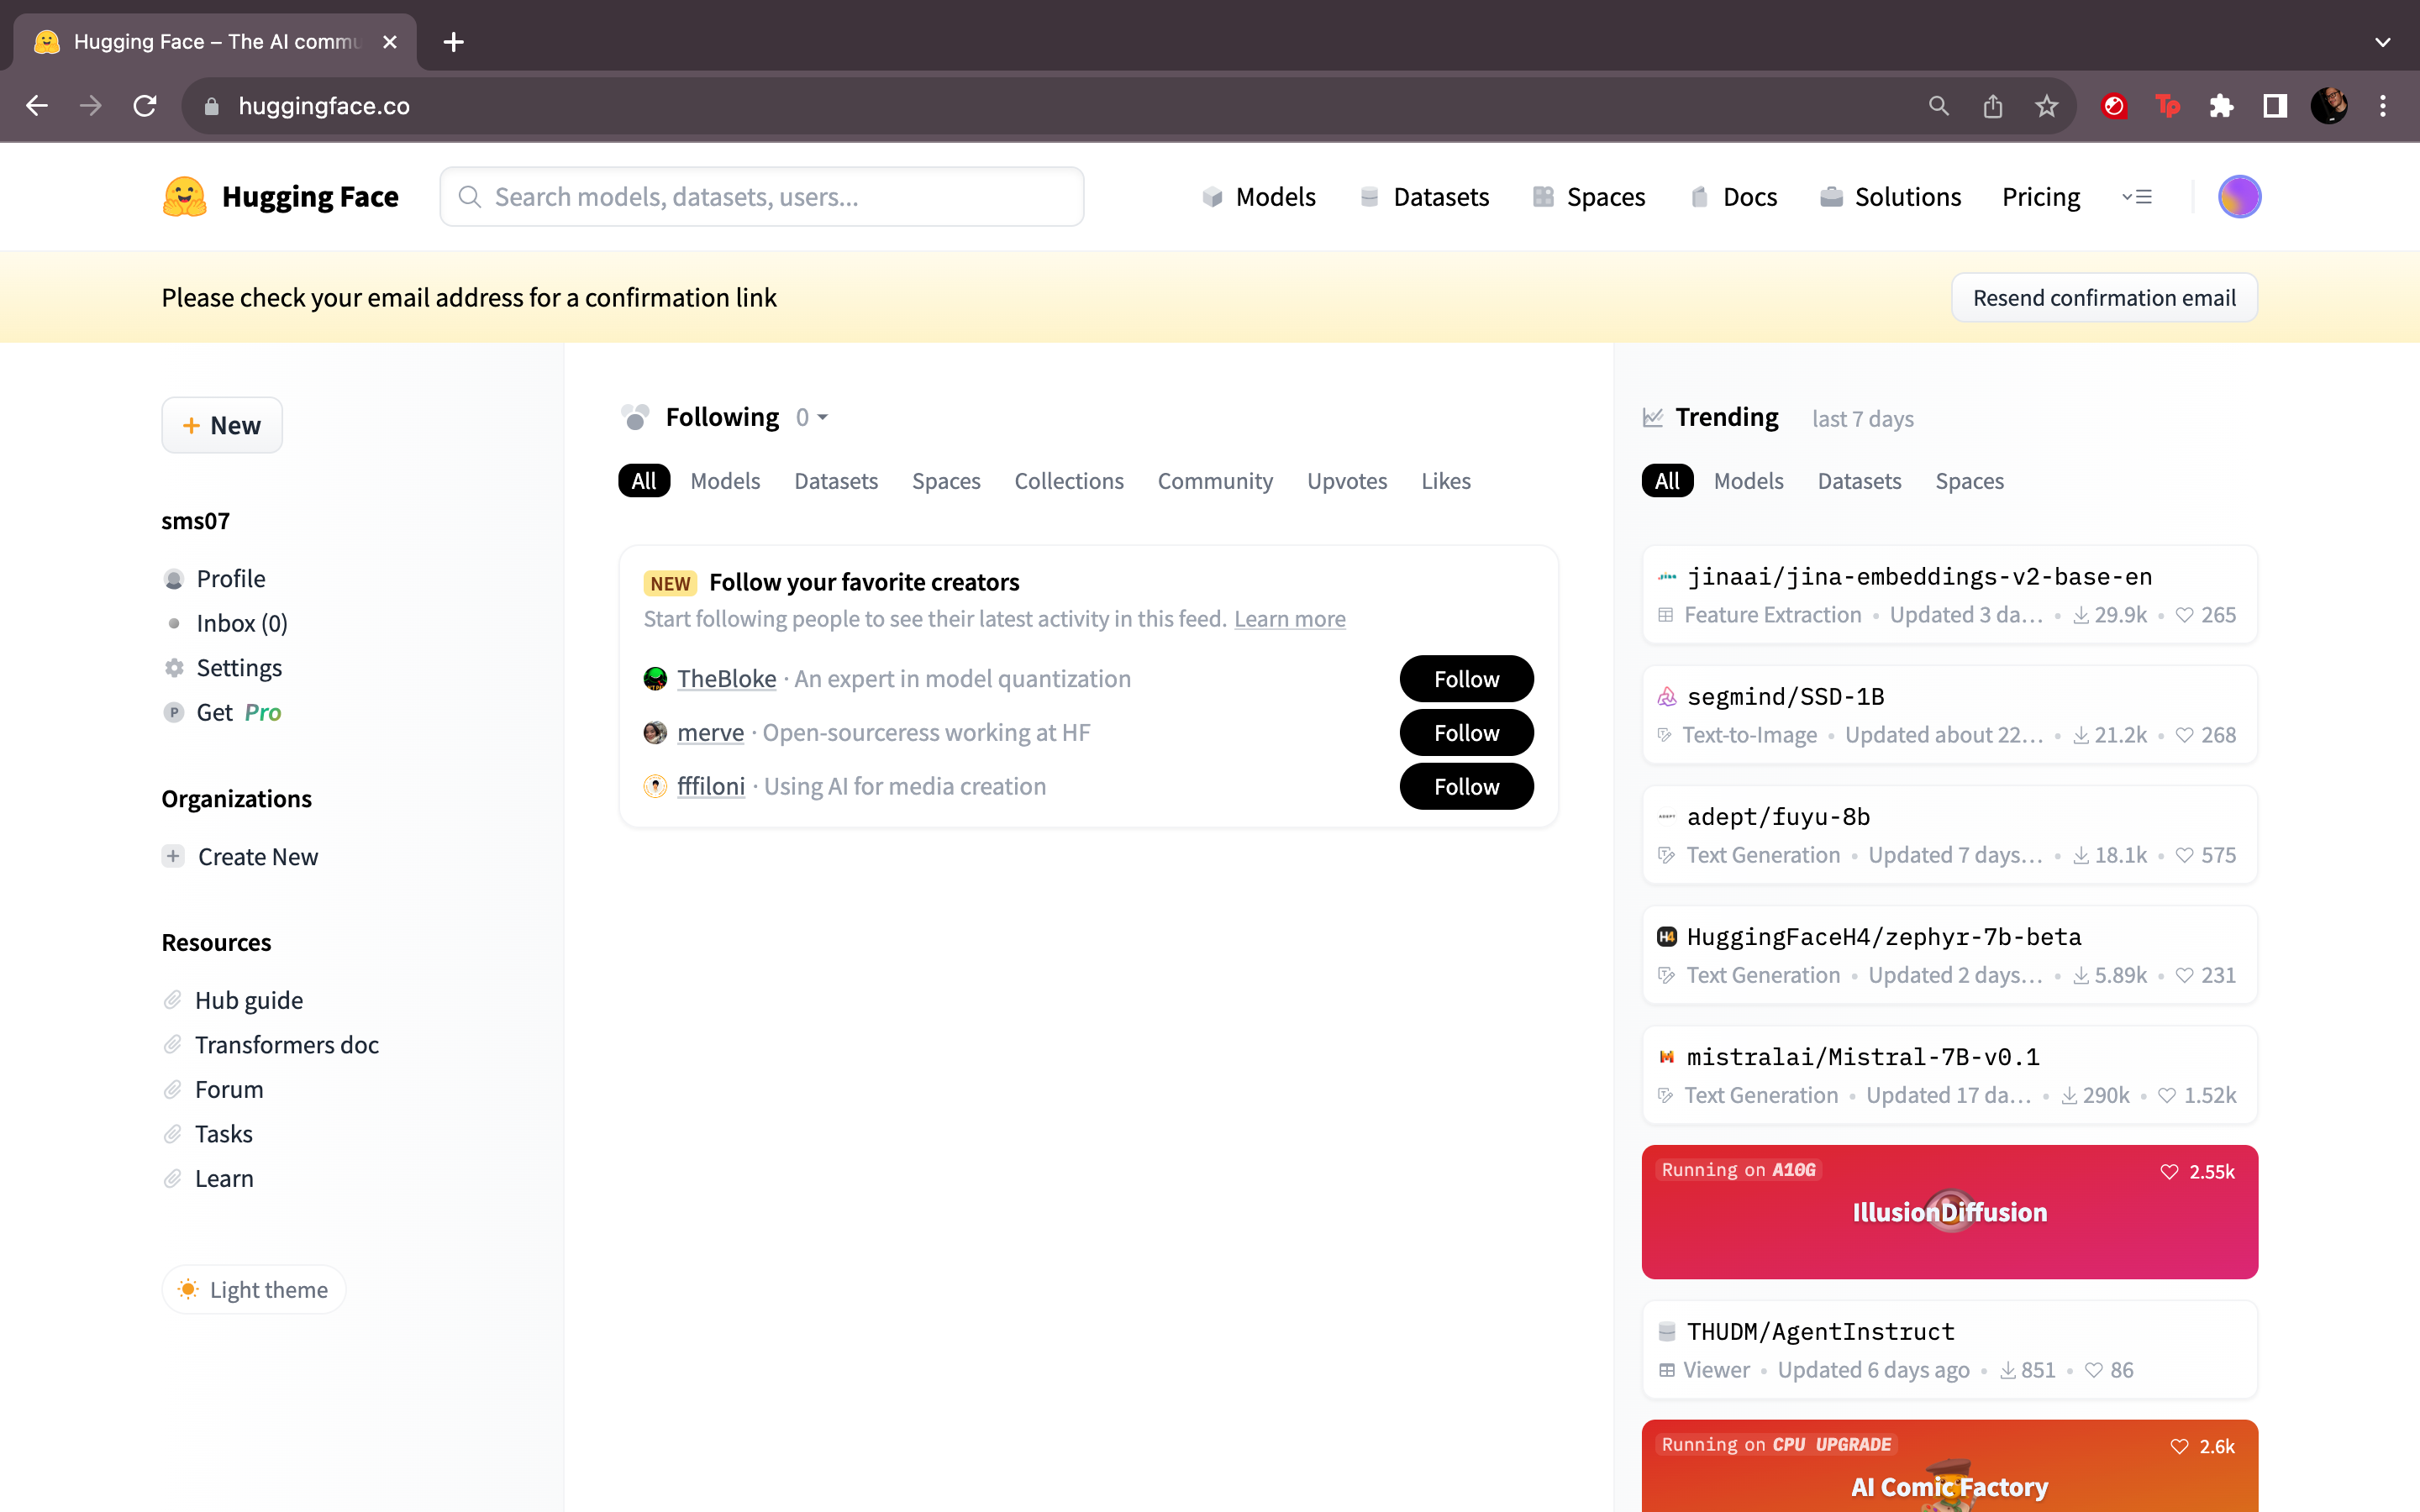 Hugging Face – The AI commu
huggingface.co
Hugging Face
Search models, datasets, users...
Models
Datasets
Spaces
Docs
Solutions
Pricing
Please check your email address for a confirmation link
Resend confirmation email
+ New
sms07
Profile
Inbox (0)
Settings
P Get Pro
Organizations
+ Create New
Resources
Hub guide
Transformers doc
Forum
Tasks
Learn
Light theme
Following 0
All Models Datasets Spaces Collections Community Upvotes Likes
NEW Follow your favorite creators
Start following people to see their latest activity in this feed. Learn more
TheBloke · An expert in model quantization Follow
merve · Open-sourceress working at HF Follow
fffiloni · Using AI for media creation Follow
Trending last 7 days
All Models Datasets Spaces
jinaai/jina-embeddings-v2-base-en
Feature Extraction • Updated 3 da... • 29.9k • 265
segmind/SSD-1B
Text-to-Image • Updated about 22... • 21.2k • 268
adept/fuyu-8b
Text Generation • Updated 7 days... • 18.1k • 575
H4 HuggingFaceH4/zephyr-7b-beta
Text Generation • Updated 2 days... • 5.89k • 231
mistralai/Mistral-7B-v0.1
Text Generation • Updated 17 da... • 290k • 1.52k
Running on A10G 2.55k
IllusionDiffusion
THUDM/AgentInstruct
Viewer • Updated 6 days ago • 851 • 86
Running on CPU UPGRADE 2.6k
AI Comic Factory